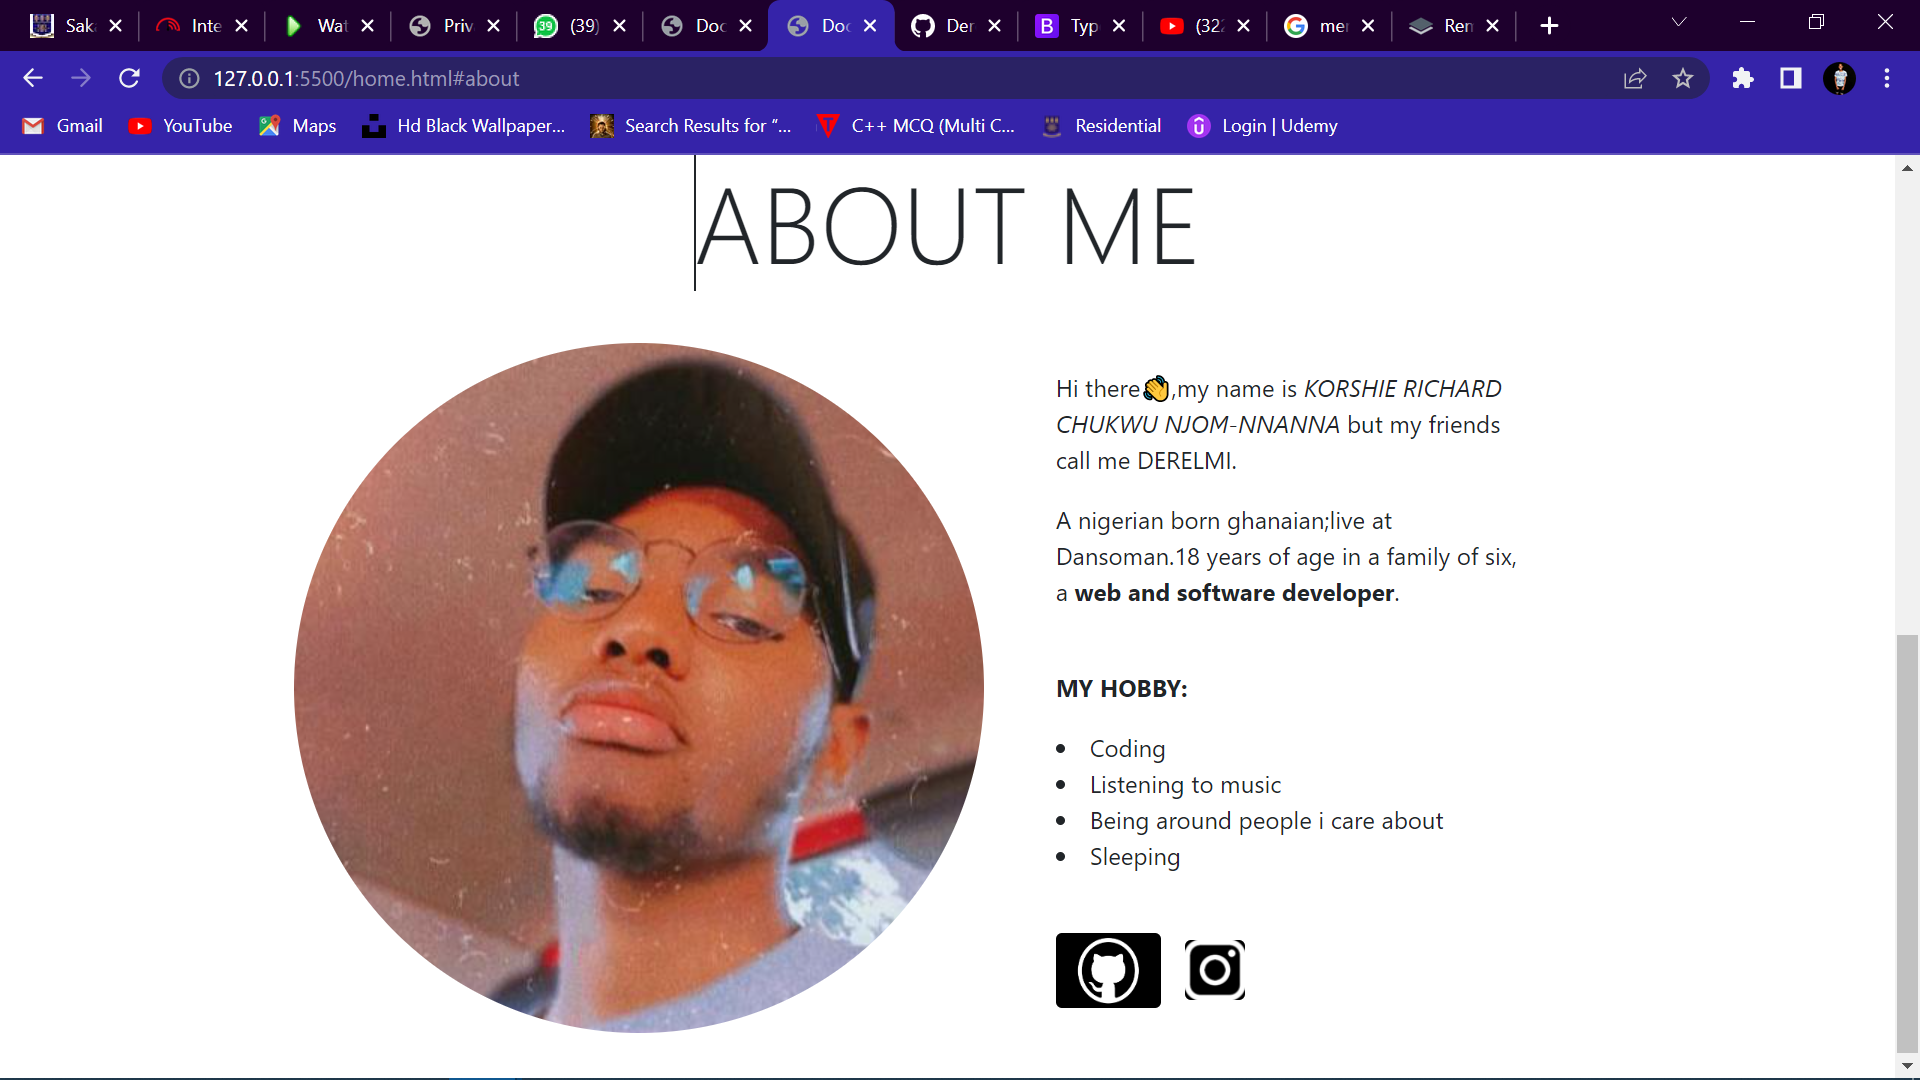 Sak
Inte
Wat
Priv
(39)
Doc
Doc
Der
Typ
(32
me
Ren
127.0.0.1:5500/home.html#about
Gmail
YouTube
Maps
Hd Black Wallpaper...
Search Results for “...
C++ MCQ (Multi C...
Residential
Login | Udemy
ABOUT ME
Hi there👋,my name is KORSHIE RICHARD
CHUKWU NJOM-NNANNA but my friends
call me DERELMI.
A nigerian born ghanaian;live at
Dansoman.18 years of age in a family of six,
a web and software developer.
MY HOBBY:
• Coding
• Listening to music
• Being around people i care about
• Sleeping